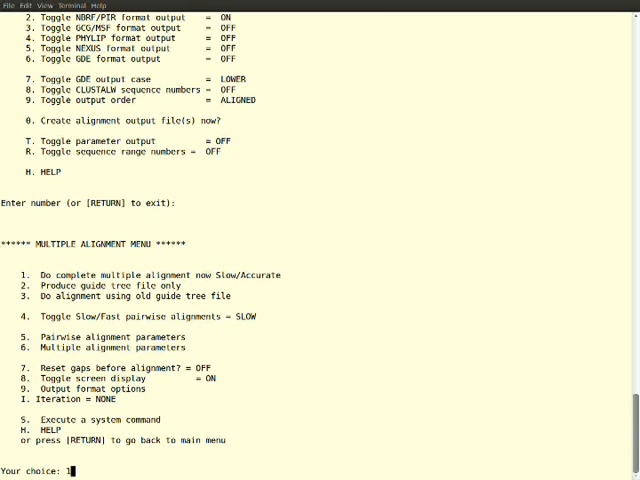 File Edit View Terminal Help
2. Toggle NBRF/PIR format output = ON
3. Toggle GCG/MSF format output = OFF
4. Toggle PHYLIP format output = OFF
5. Toggle NEXUS format output = OFF
6. Toggle GDE format output = OFF
7. Toggle GDE output case = LOWER
8. Toggle CLUSTALW sequence numbers = OFF
9. Toggle output order = ALIGNED
0. Create alignment output file(s) now?
T. Toggle parameter output = OFF
R. Toggle sequence range numbers = OFF
H. HELP
Enter number (or [RETURN] to exit):
****** MULTIPLE ALIGNMENT MENU ******
1. Do complete multiple alignment now Slow/Accurate
2. Produce guide tree file only
3. Do alignment using old guide tree file
4. Toggle Slow/Fast pairwise alignments = SLOW
5. Pairwise alignment parameters
6. Multiple alignment parameters
7. Reset gaps before alignment? = OFF
8. Toggle screen display = ON
9. Output format options
I. Iteration = NONE
S. Execute a system command
H. HELP
or press [RETURN] to go back to main menu
Your choice: 1